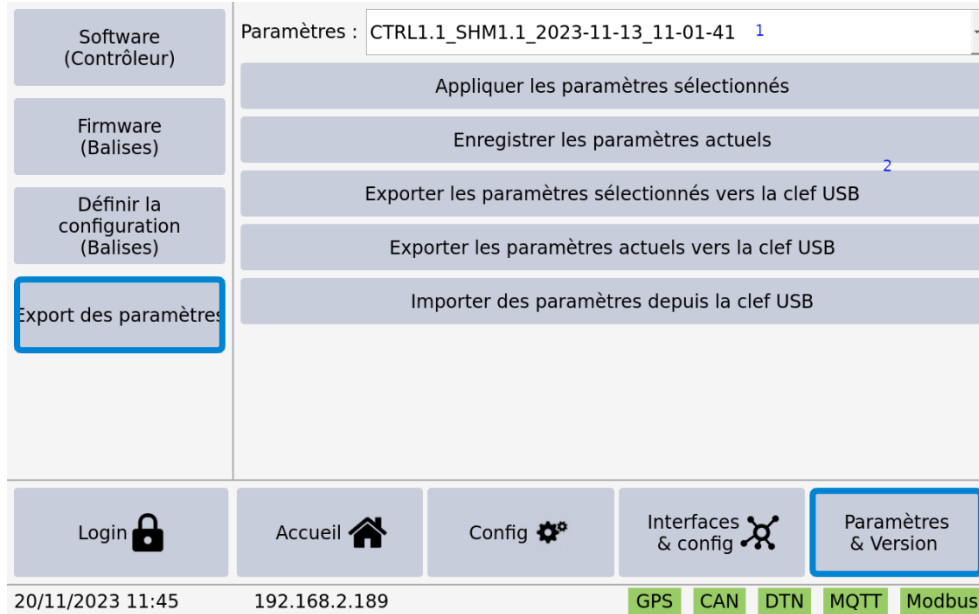 Software
(Contrôleur)
Firmware
(Balises)
Définir la
configuration
(Balises)
Export des paramètres
Paramètres : CTRL1.1_SHM1.1_2023-11-13_11-01-41 1
Appliquer les paramètres sélectionnés
Enregistrer les paramètres actuels
2
Exporter les paramètres sélectionnés vers la clef USB
Exporter les paramètres actuels vers la clef USB
Importer des paramètres depuis la clef USB
Login
Accueil
Config
Interfaces
& config
Paramètres
& Version
20/11/2023 11:45 192.168.2.189 GPS CAN DTN MQTT Modbus